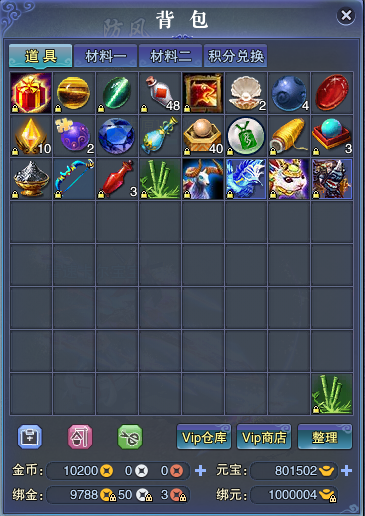 背 包
防风
道具 材料一 材料二 积分兑换
48 2 4
10 2 40 3
3
Vip仓库 Vip商店 整理
金币: 10200 0 0 元宝: 801502
绑金: 9788 50 3 绑元: 1000004